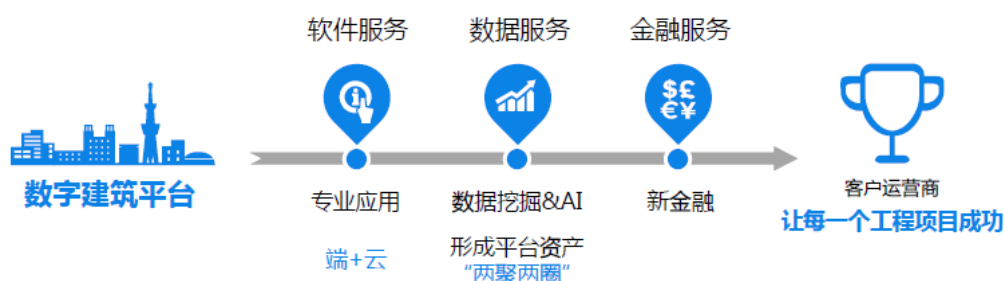 软件服务
数据服务
金融服务
$£
€¥
数字建筑平台
专业应用
数据挖掘&AI
新金融
端+云
形成平台资产
“两聚两圈”
客户运营商
让每一个工程项目成功